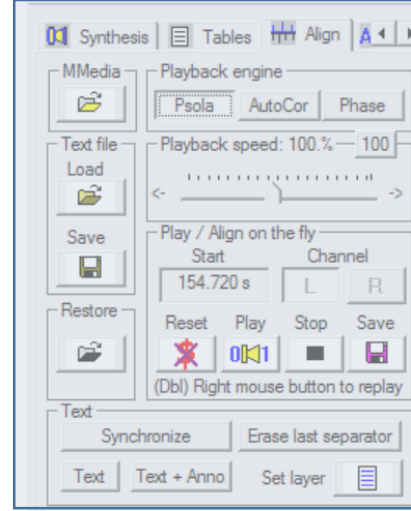 Synthesis Tables Align A
MMedia
Playback engine
Psola AutoCor Phase
Text file
Load
Save
Playback speed: 100.% 100
<- ->
Play / Align on the fly
Start Channel
154.720 s L R
Restore
Reset Play Stop Save
0 1
(Dbl) Right mouse button to replay
Text
Synchronize Erase last separator
Text Text + Anno Set layer